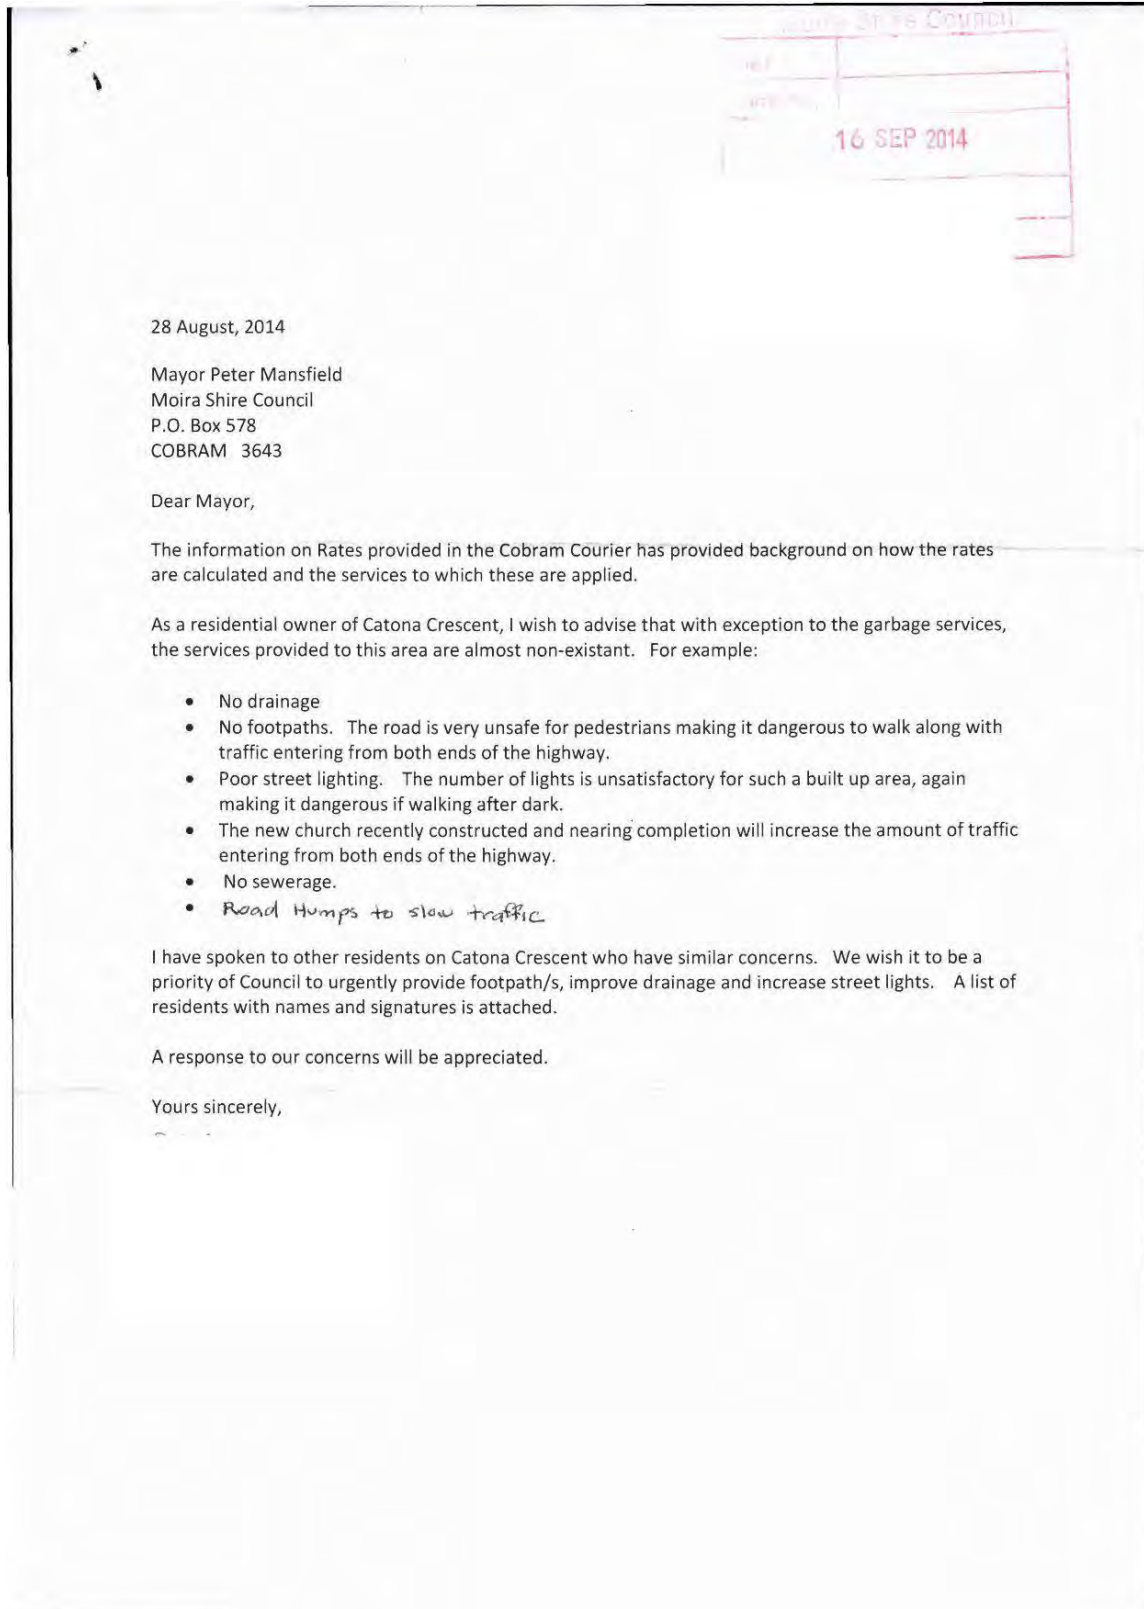 Shire Council
16 SEP 2014
28 August, 2014
Mayor Peter Mansfield
Moira Shire Council
P.O. Box 578
COBRAM 3643
Dear Mayor,
The information on Rates provided in the Cobram Courier has provided background on how the rates
are calculated and the services to which these are applied.
As a residential owner of Catona Crescent, I wish to advise that with exception to the garbage services,
the services provided to this area are almost non-existant. For example:
• No drainage
• No footpaths. The road is very unsafe for pedestrians making it dangerous to walk along with
traffic entering from both ends of the highway.
• Poor street lighting. The number of lights is unsatisfactory for such a built up area, again
making it dangerous if walking after dark.
• The new church recently constructed and nearing completion will increase the amount of traffic
entering from both ends of the highway.
• No sewerage.
• Road Humps to slow traffic
I have spoken to other residents on Catona Crescent who have similar concerns. We wish it to be a
priority of Council to urgently provide footpath/s, improve drainage and increase street lights. A list of
residents with names and signatures is attached.
A response to our concerns will be appreciated.
Yours sincerely,